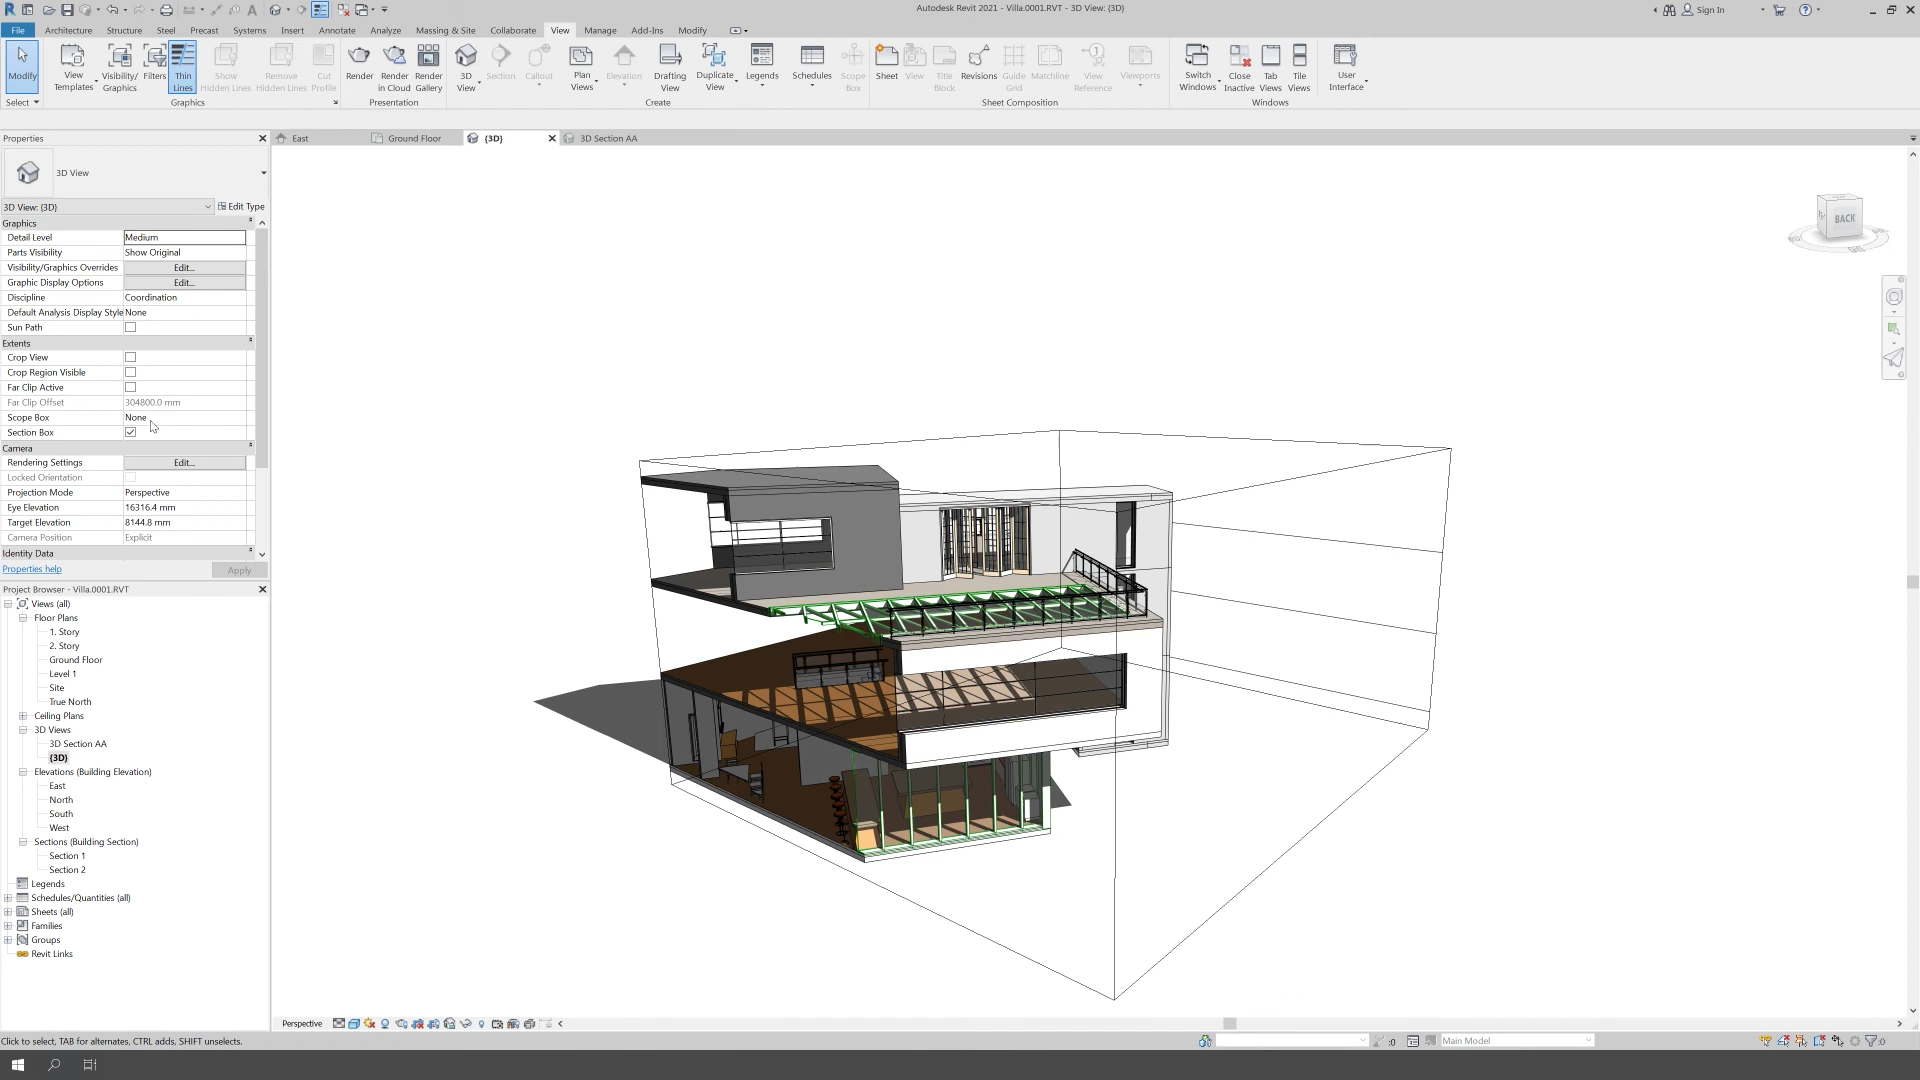 Autodesk Revit 2021 - Villa.0001.RVT - 3D View: {3D}
Sign In
File Architecture Structure Steel Precast Systems Insert Annotate Analyze Massing & Site Collaborate View Manage Add-Ins Modify
Modify
View Templates
Visibility/ Graphics
Filters
Thin Lines
Show Hidden Lines
Remove Hidden Lines
Cut Profile
Render
Render in Cloud
Render Gallery
3D View
Section
Callout
Plan Views
Elevation
Drafting View
Duplicate View
Legends
Schedules
Scope Box
Sheet
View
Title Block
Revisions
Guide Grid
Matchline
View Reference
Viewports
Switch Windows
Close Inactive
Tab Views
Tile Views
User Interface
Select Graphics Presentation Create Sheet Composition Windows
Properties
East
Ground Floor
{3D}
3D Section AA
3D View
3D View: {3D}
Edit Type
Graphics
Detail Level Medium
Parts Visibility Show Original
Visibility/Graphics Overrides Edit...
Graphic Display Options Edit...
Discipline Coordination
Default Analysis Display Style None
Sun Path
Extents
Crop View
Crop Region Visible
Far Clip Active
Far Clip Offset 304800.0 mm
Scope Box None
Section Box
Camera
Rendering Settings Edit...
Locked Orientation
Projection Mode Perspective
Eye Elevation 16316.4 mm
Target Elevation 8144.8 mm
Camera Position Explicit
Identity Data
Properties help
Apply
Project Browser - Villa.0001.RVT
Views (all)
Floor Plans
1. Story
2. Story
Ground Floor
Level 1
Site
True North
Ceiling Plans
3D Views
3D Section AA
{3D}
Elevations (Building Elevation)
East
North
South
West
Sections (Building Section)
Section 1
Section 2
Legends
Schedules/Quantities (all)
Sheets (all)
Families
Groups
Revit Links
BACK
Perspective
Click to select, TAB for alternates, CTRL adds, SHIFT unselects.
:0
Main Model
:0